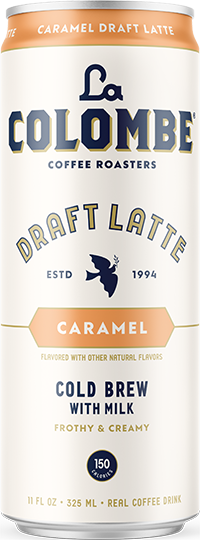 TTE
CARAMEL DRAFT LATTE
La
COLOMBE
COFFEE ROASTERS
DRAFT LATTE
ESTD 1994
CARAMEL
FLAVORED WITH OTHER NATURAL FLAVORS
COLD BREW
WITH MILK
FROTHY & CREAMY
150
CALORIES
11 FL OZ · 325 ML · REAL COFFEE DRINK